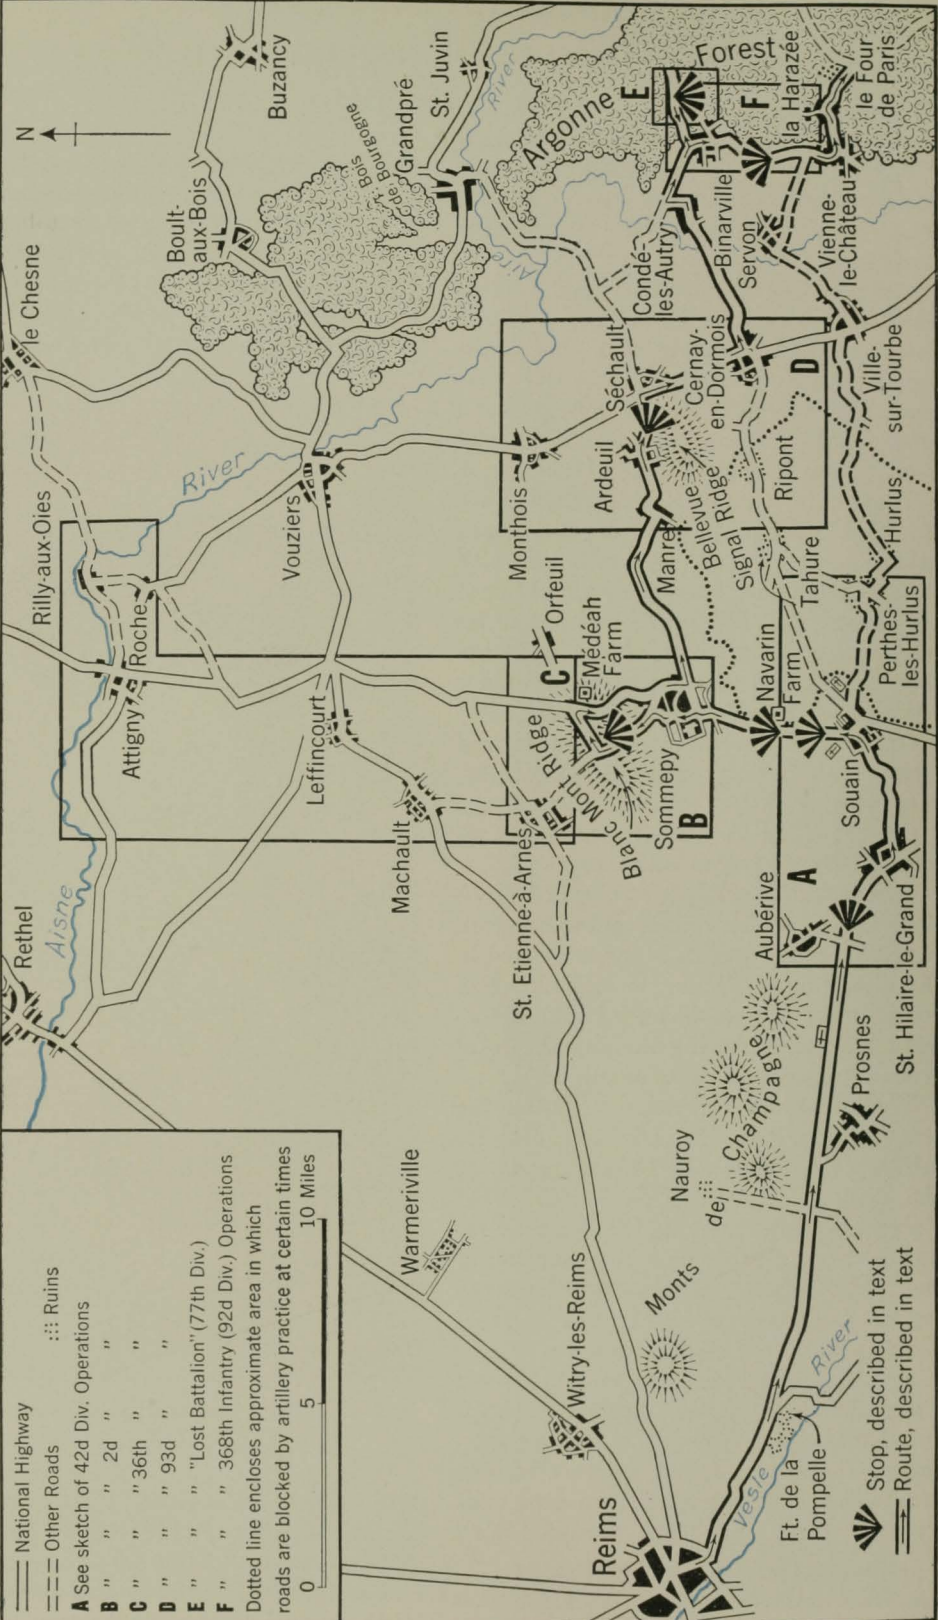 National Highway
Other Roads
Ruins
A See sketch of 42d Div. Operations
B " " " 2d " "
C " " " 36th " "
D " " " 93d " "
E " " " "Lost Battalion" (77th Div.)
F " " " 368th Infantry (92d Div.) Operations
Dotted line encloses approximate area in which
roads are blocked by artillery practice at certain times
0 5 10 Miles
N
Rethel
Aisne
River
Rilly-aux-Oies
le Chesne
Attigny
Roche
Boult-
aux-Bois
Buzancy
Bois
de Bourgogne
Grandpré
St. Juvin
River
Aire
Vouziers
Leffincourt
Machault
Warmeriville
St. Etienne-à-Arnes
Monthois
Orfeuil
C
Médéah
Farm
Blanc Mont Ridge
Sommepy
B
Ardeuil
Séchault
Manre
Bellevue
Signal Ridge
Cernay-
en-Dormois
Condé-
les-Autry
Argonne
Forest
E
F
Binarville
la Harazée
le Four
de Paris
Servon
Vienne-
le-Château
D
Ripont
Tahure
Ville-
sur-Tourbe
Hurlus
Perthes-
les-Hurlus
Navarin
Farm
Souain
A
Aubérive
St. Hilaire-le-Grand
Prosnes
Nauroy
Monts
de
Champagne
Witry-les-Reims
Reims
Vesle
River
Ft. de la
Pompelle
Stop, described in text
Route, described in text